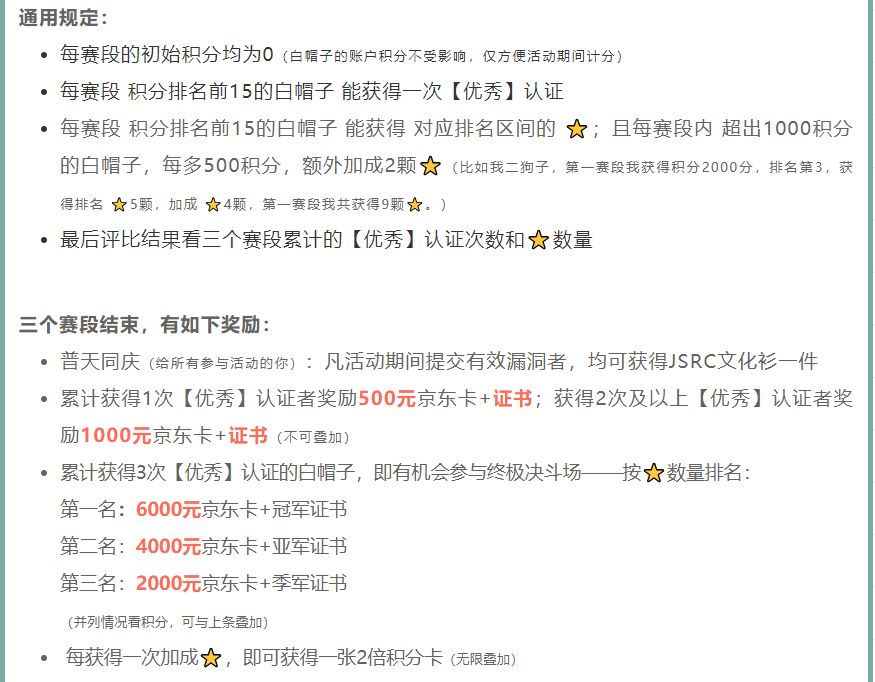 通用规定：
• 每赛段的初始积分均为0（白帽子的账户积分不受影响，仅方便活动期间计分）
• 每赛段 积分排名前15的白帽子 能获得一次【优秀】认证
• 每赛段 积分排名前15的白帽子 能获得 对应排名区间的 ⭐；且每赛段内 超出1000积分
的白帽子，每多500积分，额外加成2颗⭐（比如我二狗子，第一赛段我获得积分2000分，排名第3，获
得排名 ⭐5颗，加成 ⭐4颗，第一赛段我共获得9颗⭐。）
• 最后评比结果看三个赛段累计的【优秀】认证次数和⭐数量
三个赛段结束，有如下奖励：
• 普天同庆（给所有参与活动的你）：凡活动期间提交有效漏洞者，均可获得JSRC文化衫一件
• 累计获得1次【优秀】认证者奖励500元京东卡+证书；获得2次及以上【优秀】认证者奖
励1000元京东卡+证书（不可叠加）
• 累计获得3次【优秀】认证的白帽子，即有机会参与终极决斗场——按⭐数量排名：
第一名：6000元京东卡+冠军证书
第二名：4000元京东卡+亚军证书
第三名：2000元京东卡+季军证书
（并列情况看积分，可与上条叠加）
• 每获得一次加成⭐，即可获得一张2倍积分卡（无限叠加）